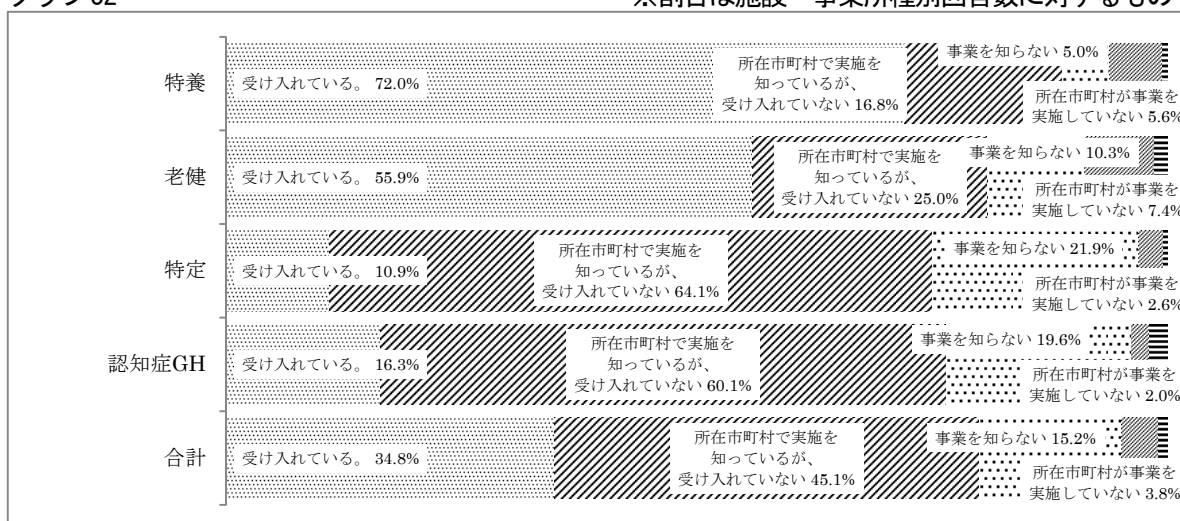 ※割合は施設・事業所種別回答数に対するもの
特養
受け入れている。 72.0%
所在市町村で実施を
知っているが、
受け入れていない 16.8%
事業を知らない 5.0%
所在市町村が事業を
実施していない 5.6%
老健
受け入れている。 55.9%
所在市町村で実施を
知っているが、
受け入れていない 25.0%
事業を知らない 10.3%
所在市町村が事業を
実施していない 7.4%
特定
受け入れている。 10.9%
所在市町村で実施を
知っているが、
受け入れていない 64.1%
事業を知らない 21.9%
所在市町村が事業を
実施していない 2.6%
認知症GH
受け入れている。 16.3%
所在市町村で実施を
知っているが、
受け入れていない 60.1%
事業を知らない 19.6%
所在市町村が事業を
実施していない 2.0%
合計
受け入れている。 34.8%
所在市町村で実施を
知っているが、
受け入れていない 45.1%
事業を知らない 15.2%
所在市町村が事業を
実施していない 3.8%